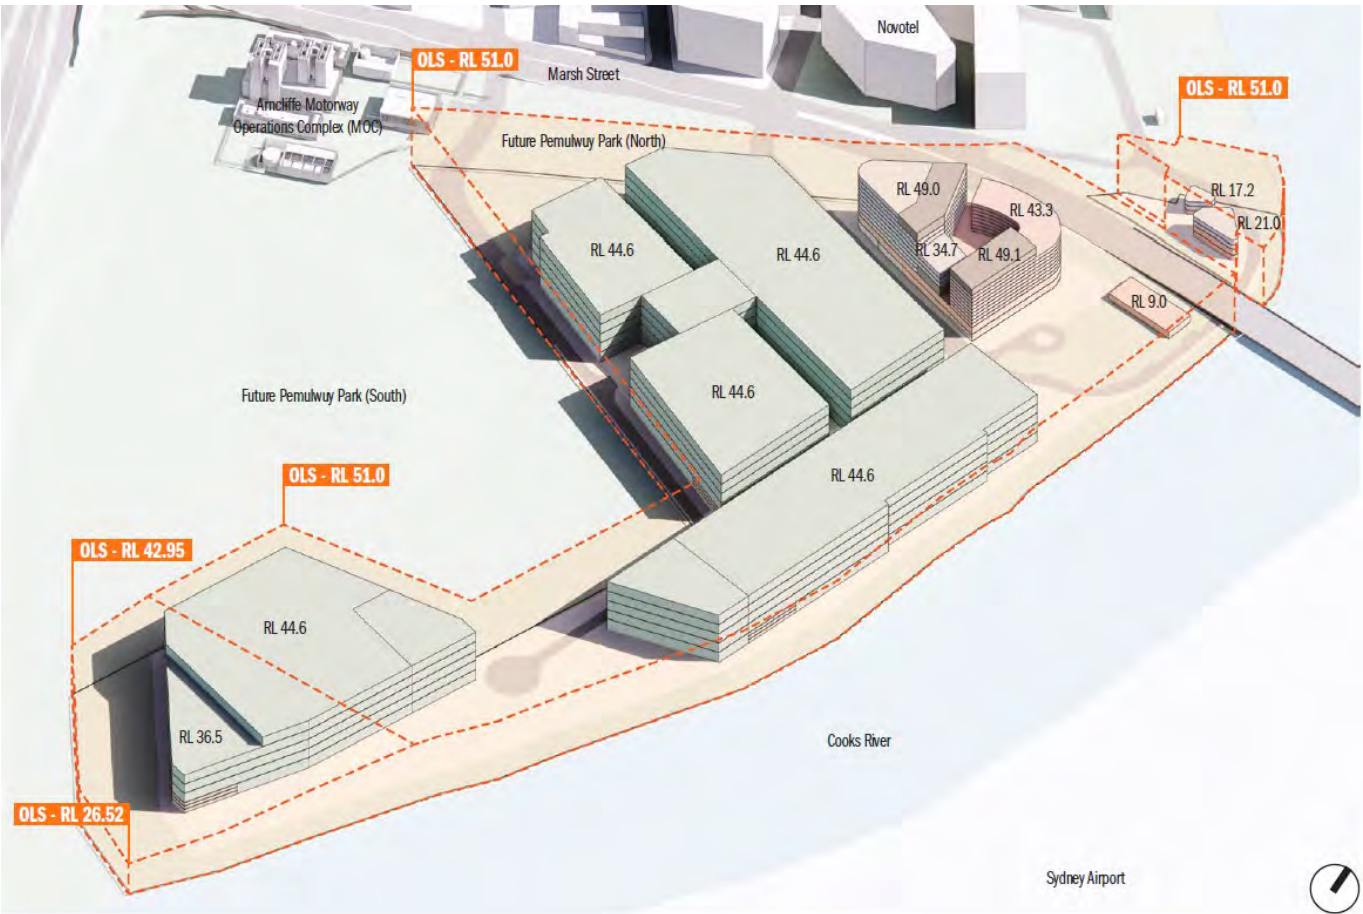 Novotel
OLS - RL 51.0
Marsh Street
OLS - RL 51.0
Arncliffe Motorway
Operations Complex (MOC)
Future Pemulwuy Park (North)
RL 49.0
RL 17.2
RL 43.3
RL 21.0
RL 44.6
RL 44.6
RL 34.7
RL 49.1
RL 9.0
RL 44.6
Future Pemulwuy Park (South)
RL 44.6
OLS - RL 51.0
OLS - RL 42.95
RL 44.6
RL 36.5
Cooks River
OLS - RL 26.52
Sydney Airport